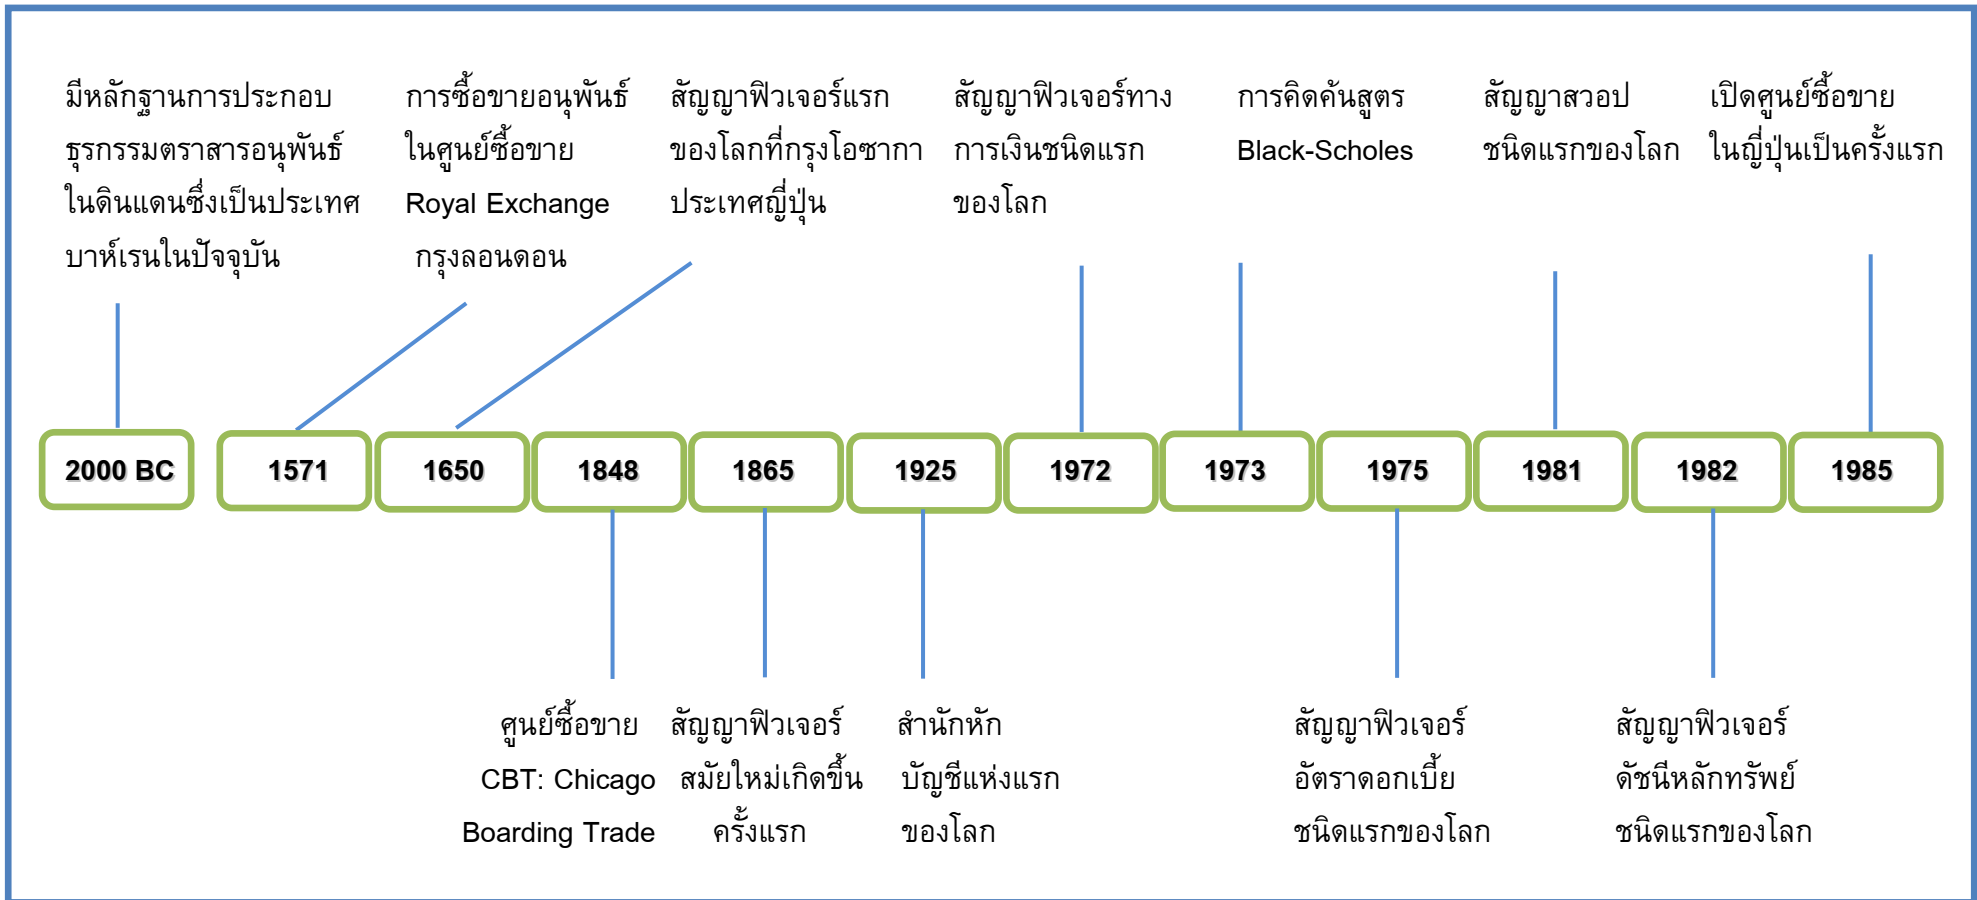 มีหลักฐานการประกอบ
ธุรกรรมตราสารอนุพันธ์
ในดินแดนซึ่งเป็นประเทศ
บาห์เรนในปัจจุบัน
การซื้อขายอนุพันธ์
ในศูนย์ซื้อขาย
Royal Exchange
กรุงลอนดอน
สัญญาฟิวเจอร์แรก
ของโลกที่กรุงโอซากา
ประเทศญี่ปุ่น
สัญญาฟิวเจอร์ทาง
การเงินชนิดแรก
ของโลก
การคิดค้นสูตร
Black-Scholes
สัญญาสวอป
ชนิดแรกของโลก
เปิดศูนย์ซื้อขาย
ในญี่ปุ่นเป็นครั้งแรก
2000 BC
1571
1650
1848
1865
1925
1972
1973
1975
1981
1982
1985
ศูนย์ซื้อขาย
CBT: Chicago
Boarding Trade
สัญญาฟิวเจอร์
สมัยใหม่เกิดขึ้น
ครั้งแรก
สำนักหัก
บัญชีแห่งแรก
ของโลก
สัญญาฟิวเจอร์
อัตราดอกเบี้ย
ชนิดแรกของโลก
สัญญาฟิวเจอร์
ดัชนีหลักทรัพย์
ชนิดแรกของโลก